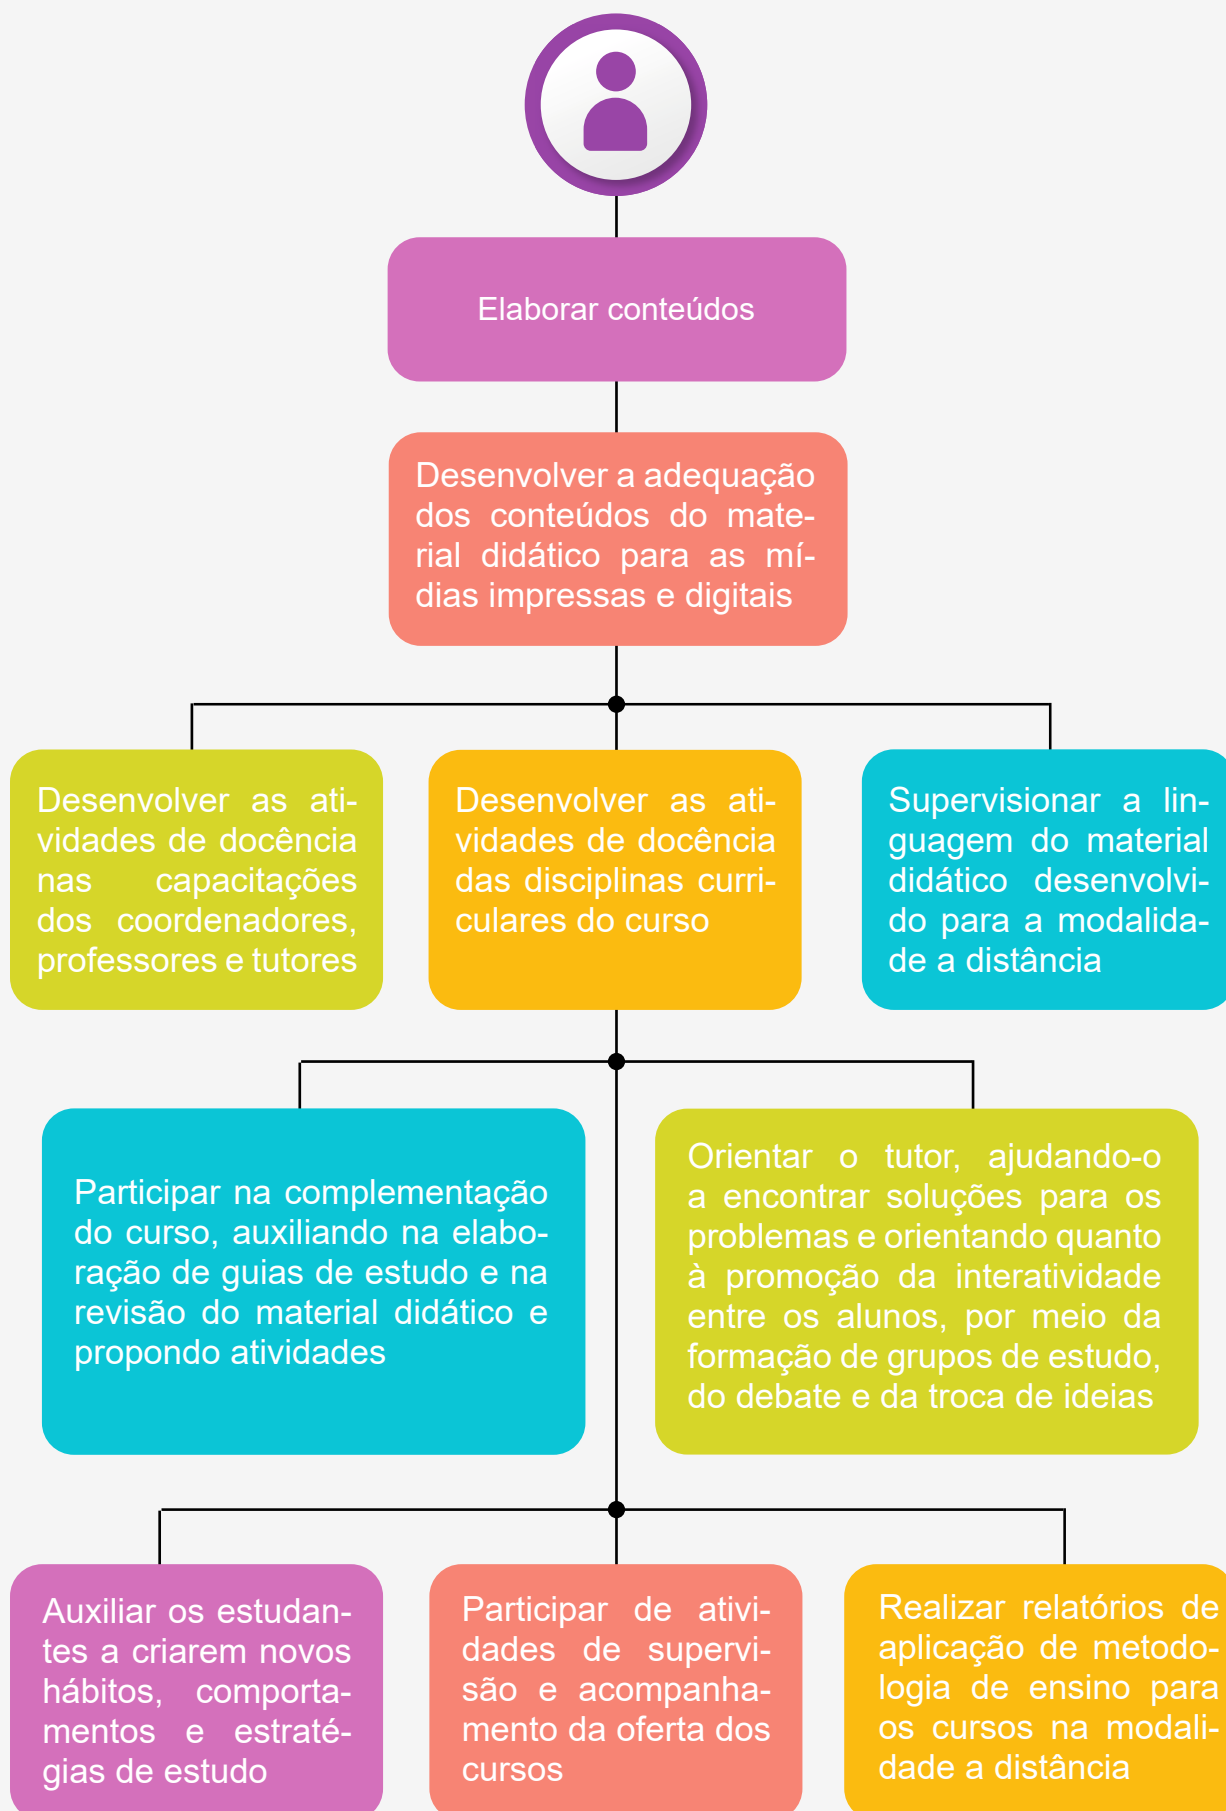 Elaborar conteúdos
Desenvolver a adequação
dos conteúdos do mate-
rial didático para as mí-
dias impressas e digitais
Desenvolver as ati-
vidades de docência
nas capacitações
dos coordenadores,
professores e tutores
Desenvolver as ati-
vidades de docência
das disciplinas curri-
culares do curso
Supervisionar a lin-
guagem do material
didático desenvolvi-
do para a modalida-
de a distância
Participar na complementação
do curso, auxiliando na elabo-
ração de guias de estudo e na
revisão do material didático e
propondo atividades
Orientar o tutor, ajudando-o
a encontrar soluções para os
problemas e orientando quanto
à promoção da interatividade
entre os alunos, por meio da
formação de grupos de estudo,
do debate e da troca de ideias
Auxiliar os estudan-
tes a criarem novos
hábitos, comporta-
mentos e estraté-
gias de estudo
Participar de ativi-
dades de supervi-
são e acompanha-
mento da oferta dos
cursos
Realizar relatórios de
aplicação de metodo-
logia de ensino para
os cursos na modali-
dade a distância